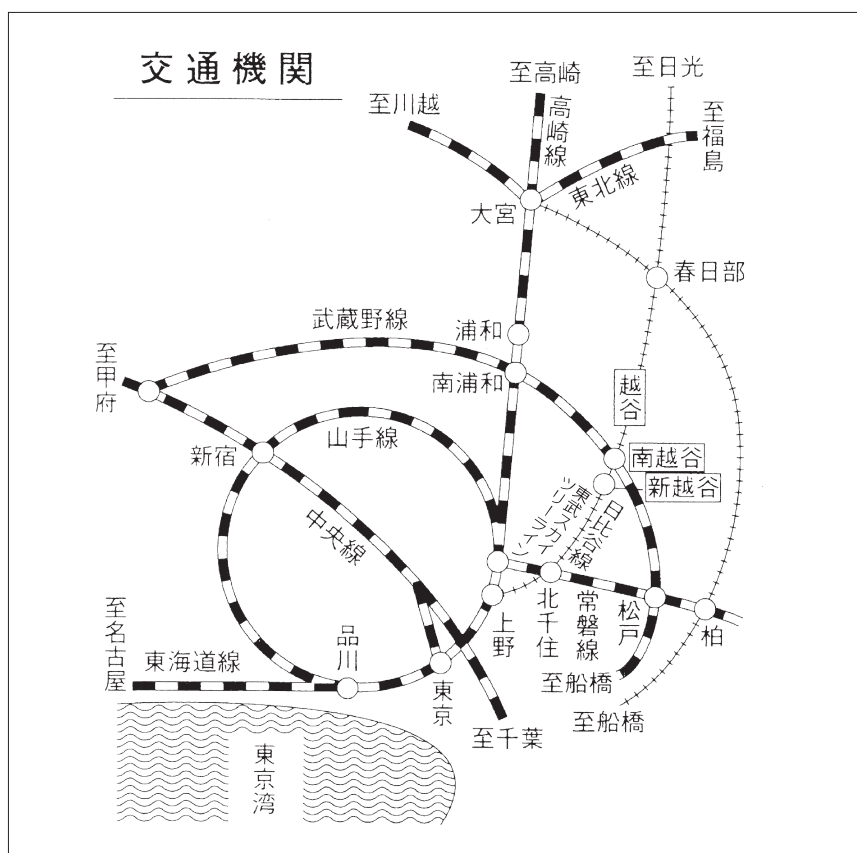 交通機関
至高崎
至日光
至川越
高崎線
至福島
東北線
大宮
春日部
武蔵野線
浦和
至甲府
南浦和
越谷
山手線
新宿
南越谷
新越谷
中央線
東武スカイ
ツリーライン
日比谷線
上野
北千住
常磐線
松戸
柏
至名古屋
東海道線
品川
東京
至船橋
至船橋
至千葉
東京湾